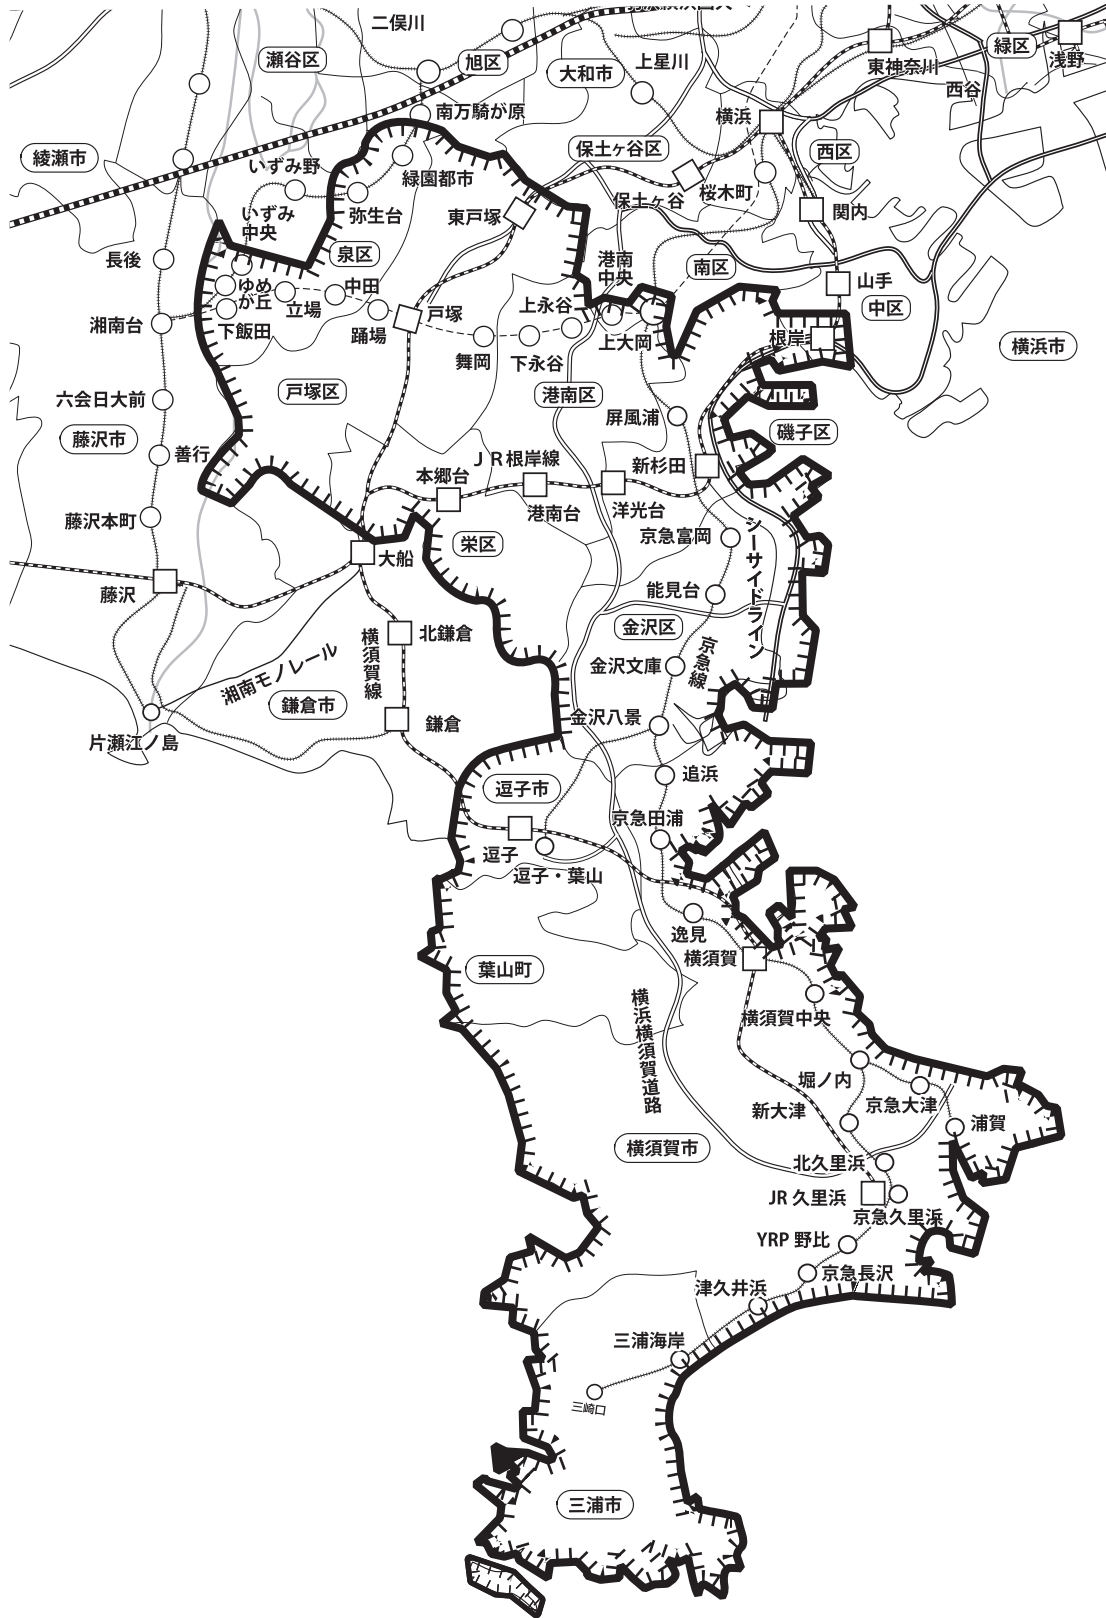 二俣川
瀬谷区
旭区
大和市
上星川
東神奈川
緑区
浅野
西谷
南万騎が原
横浜
綾瀬市
いずみ野
緑園都市
保土ヶ谷区
西区
保土ヶ谷
桜木町
関内
いずみ
中央
弥生台
東戸塚
長後
泉区
港南
中央
南区
山手
中区
ゆめ
が丘
立場
中田
踊場
戸塚
上永谷
湘南台
下飯田
舞岡
下永谷
上大岡
根岸
横浜市
六会日大前
戸塚区
港南区
屏風浦
磯子区
藤沢市
善行
本郷台
JR根岸線
新杉田
港南台
洋光台
藤沢本町
京急富岡
シーサイドライン
大船
栄区
藤沢
能見台
金沢区
北鎌倉
横須賀線
湘南モノレール
金沢文庫
京急線
鎌倉市
鎌倉
金沢八景
片瀬江ノ島
追浜
逗子市
京急田浦
逗子
逗子・葉山
逸見
横須賀
葉山町
横浜横須賀道路
横須賀中央
堀ノ内
新大津
京急大津
浦賀
横須賀市
北久里浜
JR 久里浜
京急久里浜
YRP 野比
京急長沢
津久井浜
三浦海岸
三崎口
三浦市